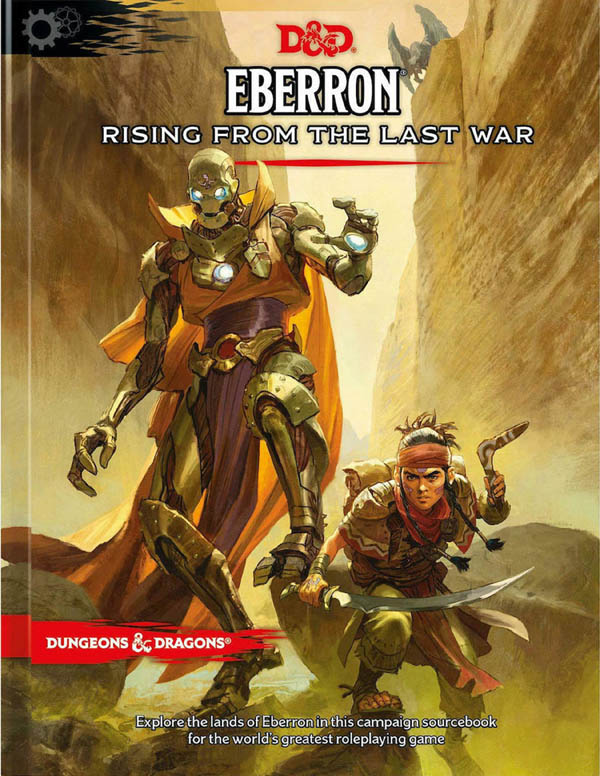 D&D
EBERRON®
RISING FROM THE LAST WAR
DUNGEONS & DRAGONS®
Explore the lands of Eberron in this campaign sourcebook
for the world's greatest roleplaying game